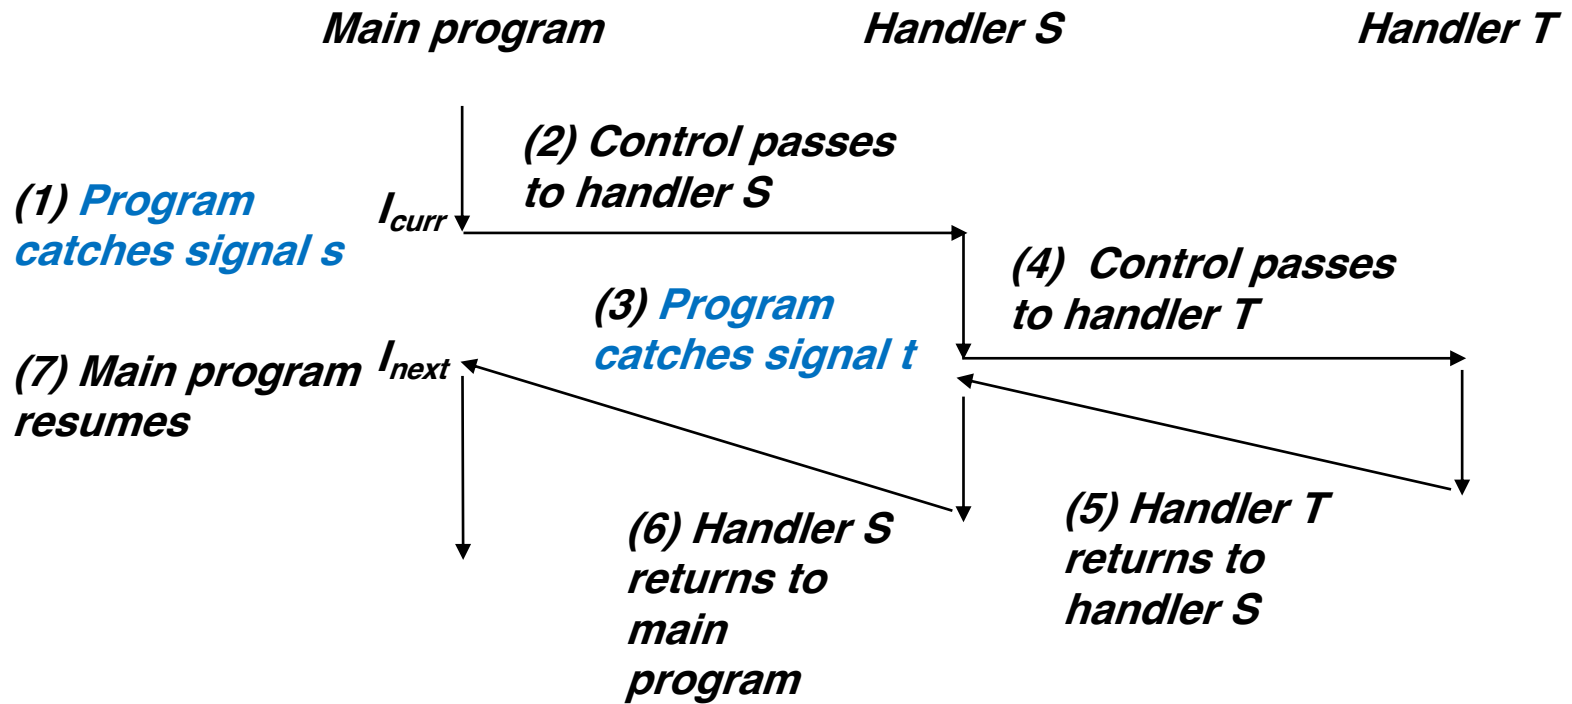 Main program
Handler S
Handler T
(2) Control passes
to handler S
(1) Program
catches signal s
Icurr
(4) Control passes
to handler T
(3) Program
catches signal t
(7) Main program
resumes
Inext
(6) Handler S
returns to
main
program
(5) Handler T
returns to
handler S